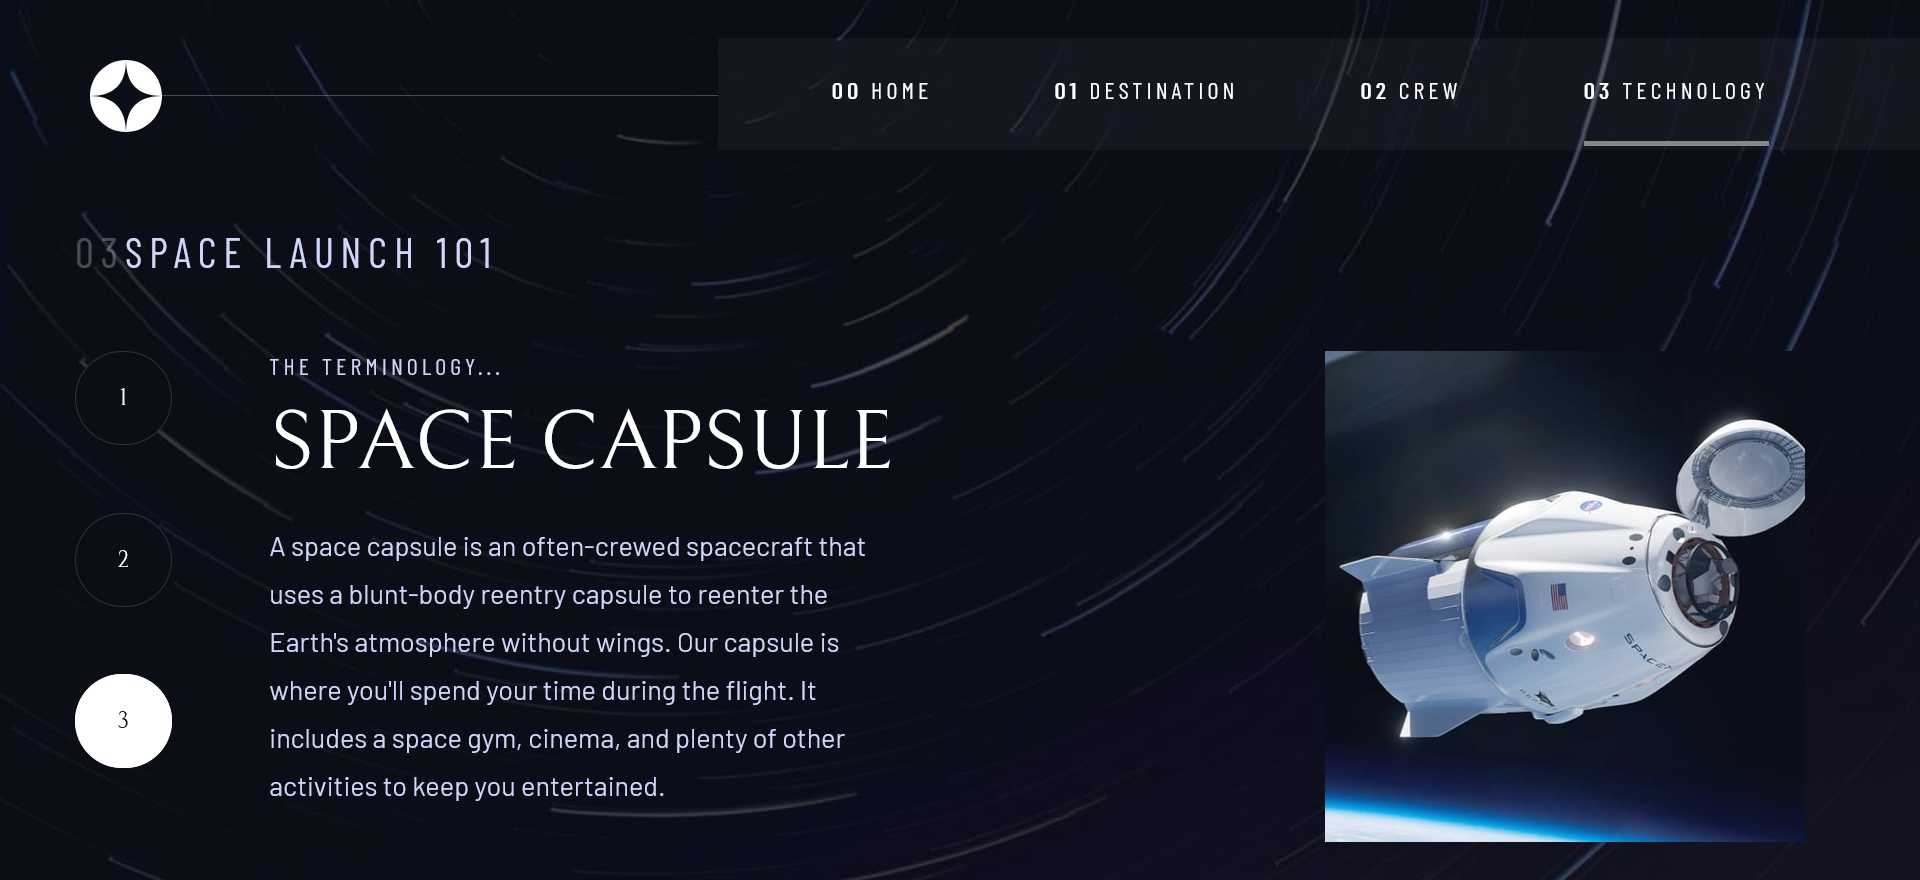 00 HOME
01 DESTINATION
02 CREW
03 TECHNOLOGY
03SPACE LAUNCH 101
1
2
3
THE TERMINOLOGY...
SPACE CAPSULE
A space capsule is an often-crewed spacecraft that
uses a blunt-body reentry capsule to reenter the
Earth's atmosphere without wings. Our capsule is
where you'll spend your time during the flight. It
includes a space gym, cinema, and plenty of other
activities to keep you entertained.
SPACEX